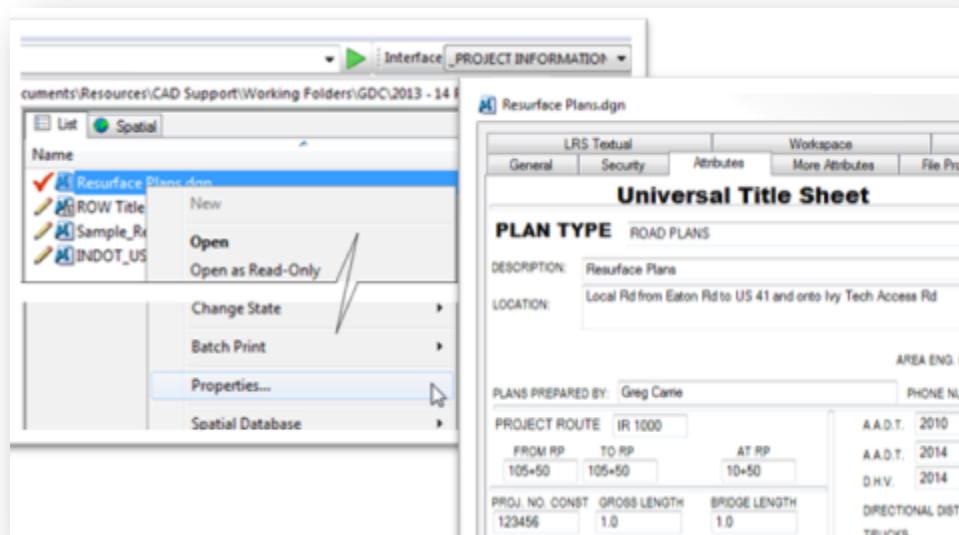 Interface _PROJECT INFORMATION
cuments\Resources\CAD Support\Working Folders\GDC\2013 - 14 F
List Spatial
Name
Resurface Plans.dgn
ROW Title
Sample_Re
INDOT_US
New
Open
Open as Read-Only
Change State
Batch Print
Properties...
Spatial Database
Resurface Plans.dgn
LRS Textual Workspace
General Security Attributes More Attributes File Pro
Universal Title Sheet
PLAN TYPE ROAD PLANS
DESCRIPTION: Resurface Plans
LOCATION: Local Rd from Eaton Rd to US 41 and onto Ivy Tech Access Rd
AREA ENG.
PLANS PREPARED BY: Greg Carrie PHONE NU
PROJECT ROUTE IR 1000 A.A.D.T. 2010
FROM RP TO RP AT RP A.A.D.T. 2014
105+50 105+50 10+50 D.H.V. 2014
PROJ. NO. CONST GROSS LENGTH BRIDGE LENGTH DIRECTIONAL DIST
123456 1.0 1.0 TRUCKS